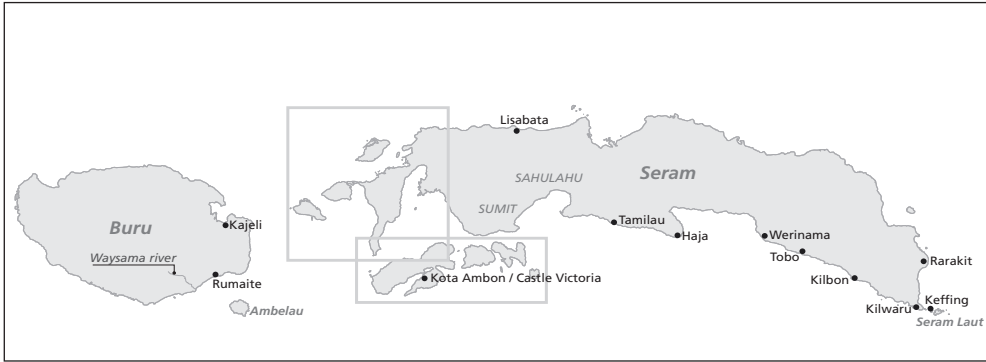 Lisabata
SAHULAHU
Seram
SUMIT
Buru
Kajeli
Tamilau
Haja
Werinama
Waysama river
Tobo
Rarakit
Kota Ambon / Castle Victoria
Rumaite
Kilbon
Ambelau
Kilwaru
Keffing
Seram Laut